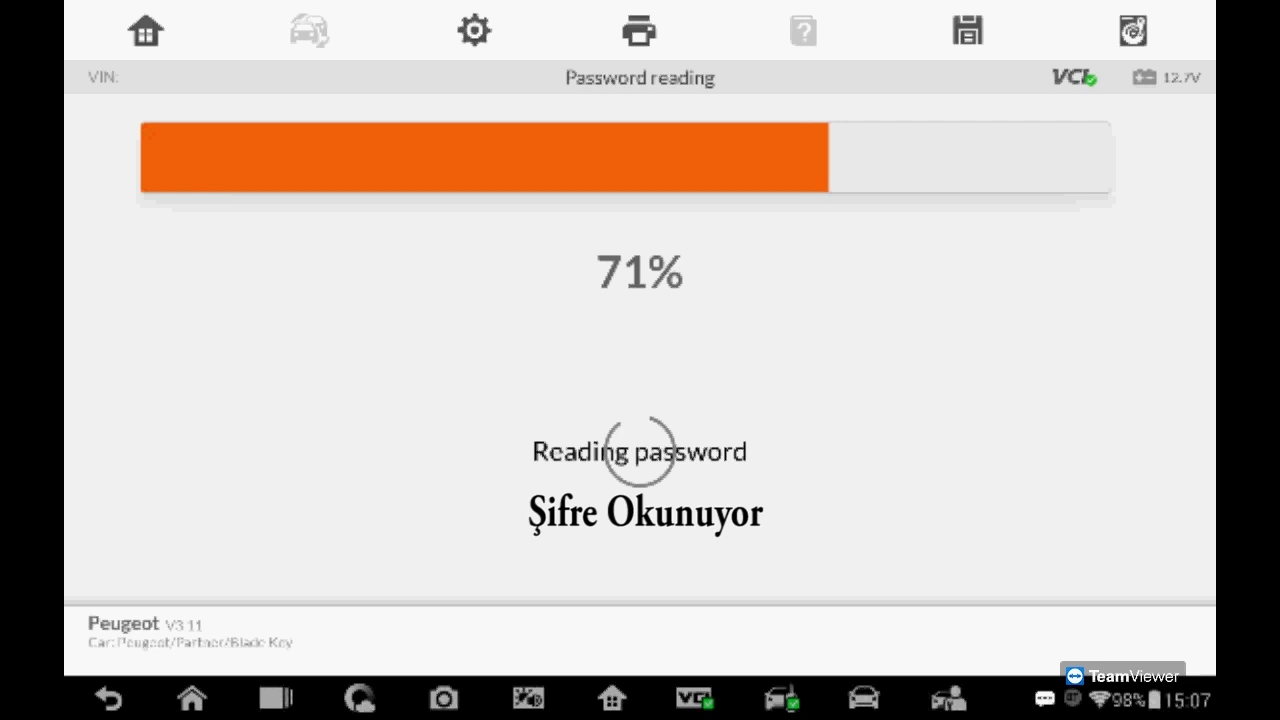 VIN:
Password reading
VCI
12.7V
71%
Reading password
Şifre Okunuyor
Peugeot V3.11
Car: Peugeot/Partner/Blade Key
TeamViewer
98%
15:07